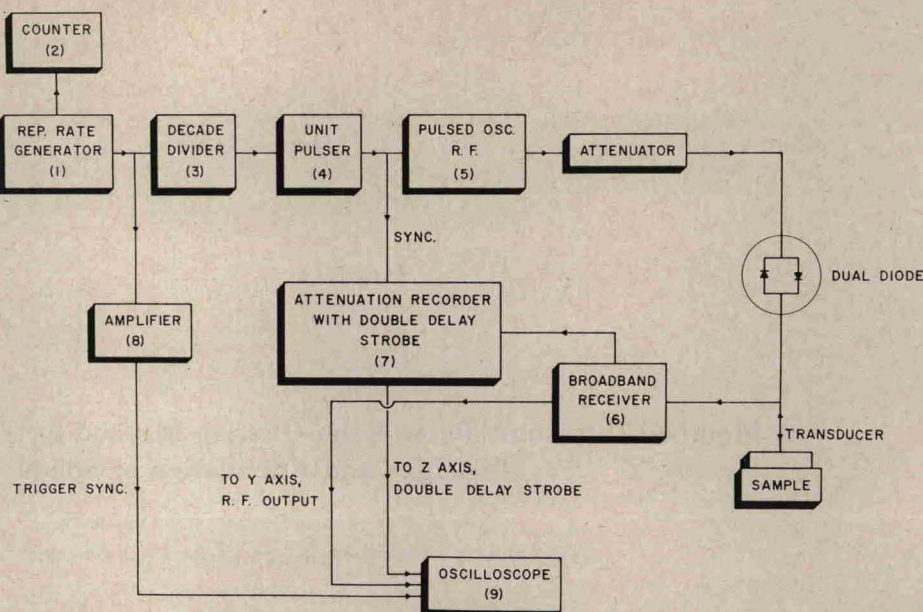 COUNTER
(2)
REP. RATE
GENERATOR
(1)
DECADE
DIVIDER
(3)
UNIT
PULSER
(4)
PULSED OSC.
R. F.
(5)
ATTENUATOR
SYNC.
DUAL DIODE
AMPLIFIER
(8)
ATTENUATION RECORDER
WITH DOUBLE DELAY
STROBE
(7)
BROADBAND
RECEIVER
(6)
TRANSDUCER
SAMPLE
TRIGGER SYNC.
TO Y AXIS,
R. F. OUTPUT
TO Z AXIS,
DOUBLE DELAY STROBE
OSCILLOSCOPE
(9)